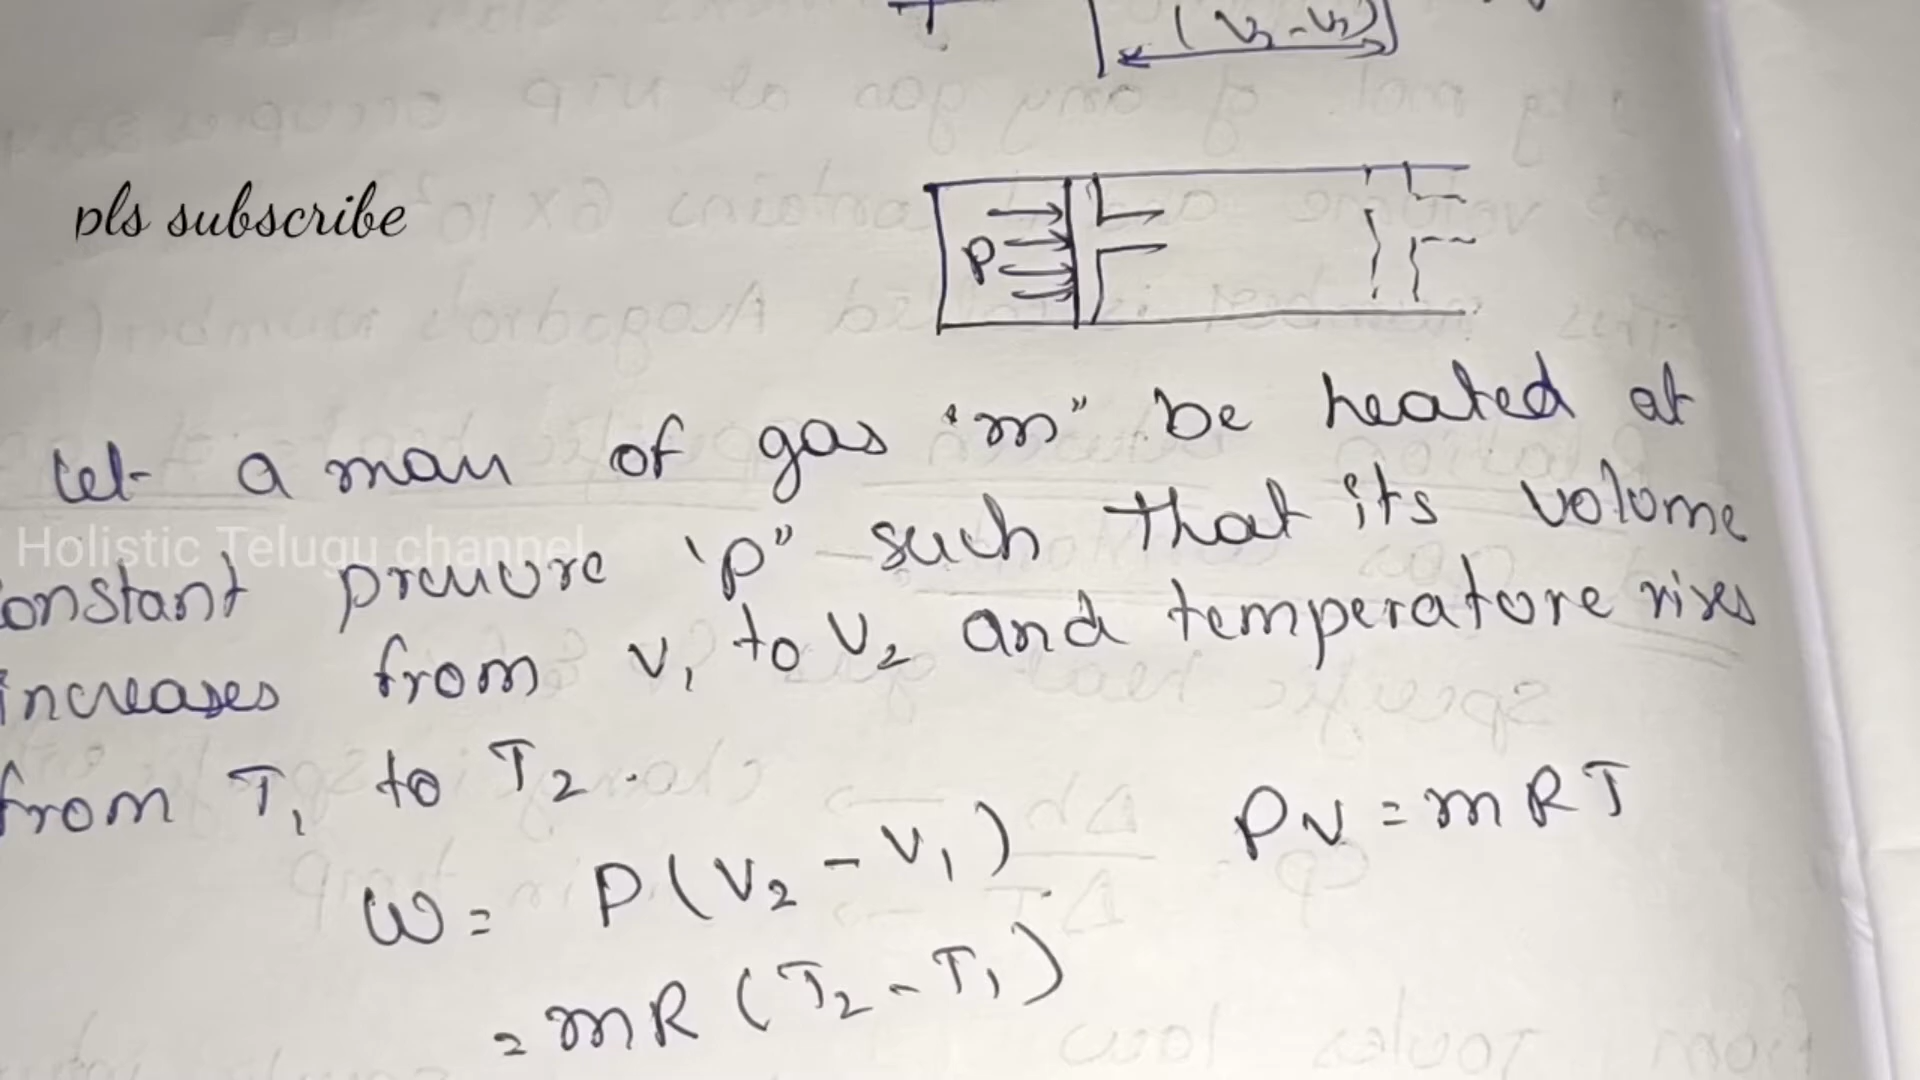 (V2 - V1)
pls subscribe
P
Let a mass of gas "m" be heated at
Holistic Telugu channel
constant pressure 'p" such that its volume
increases from V1 to V2 and temperature rises
from T1 to T2.
W = P(V2 - V1) PV = mRT
= mR (T2 - T1)